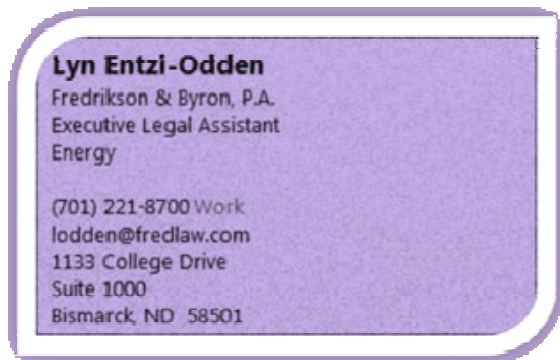 Lyn Entzi-Odden
Fredrikson & Byron, P.A.
Executive Legal Assistant
Energy
(701) 221-8700 Work
lodden@fredlaw.com
1133 College Drive
Suite 1000
Bismarck, ND 58501